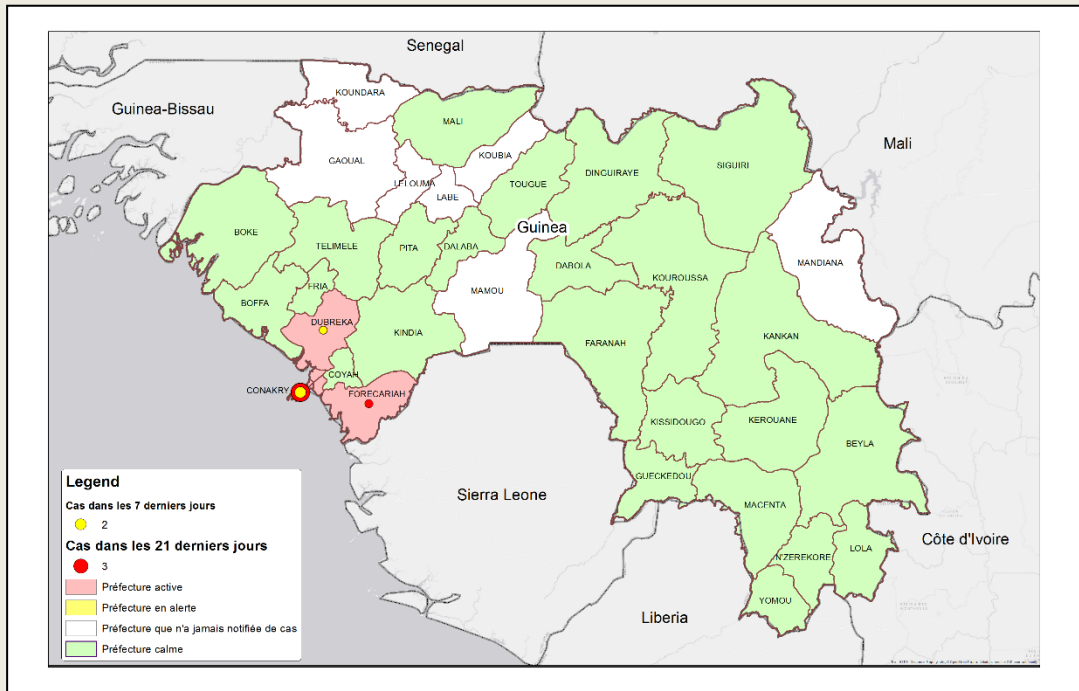 Senegal
KOUNDARA
Guinea-Bissau
MALI
Mali
KOUBIA
SIGUIRI
GAOUAL
DINGUIRAYE
LELOUMA
TOUGUE
LABE
Guinea
BOKE
TELIMELE
PITA
DALABA
MANDIANA
DABOLA
KOUROUSSA
FRIA
MAMOU
BOFFA
DUBREKA
KINDIA
KANKAN
FARANAH
COYAH
CONAKRY
FORECARIAH
KISSIDOUGO
KEROUANE
BEYLA
GUECKEDOU
Sierra Leone
MACENTA
Côte d'Ivoire
LOLA
N'ZEREKORE
YOMOU
Liberia
Legend
Cas dans les 7 derniers jours
2
Cas dans les 21 derniers jours
3
Préfecture active
Préfecture en alerte
Préfecture que n'a jamais notifiée de cas
Préfecture calme